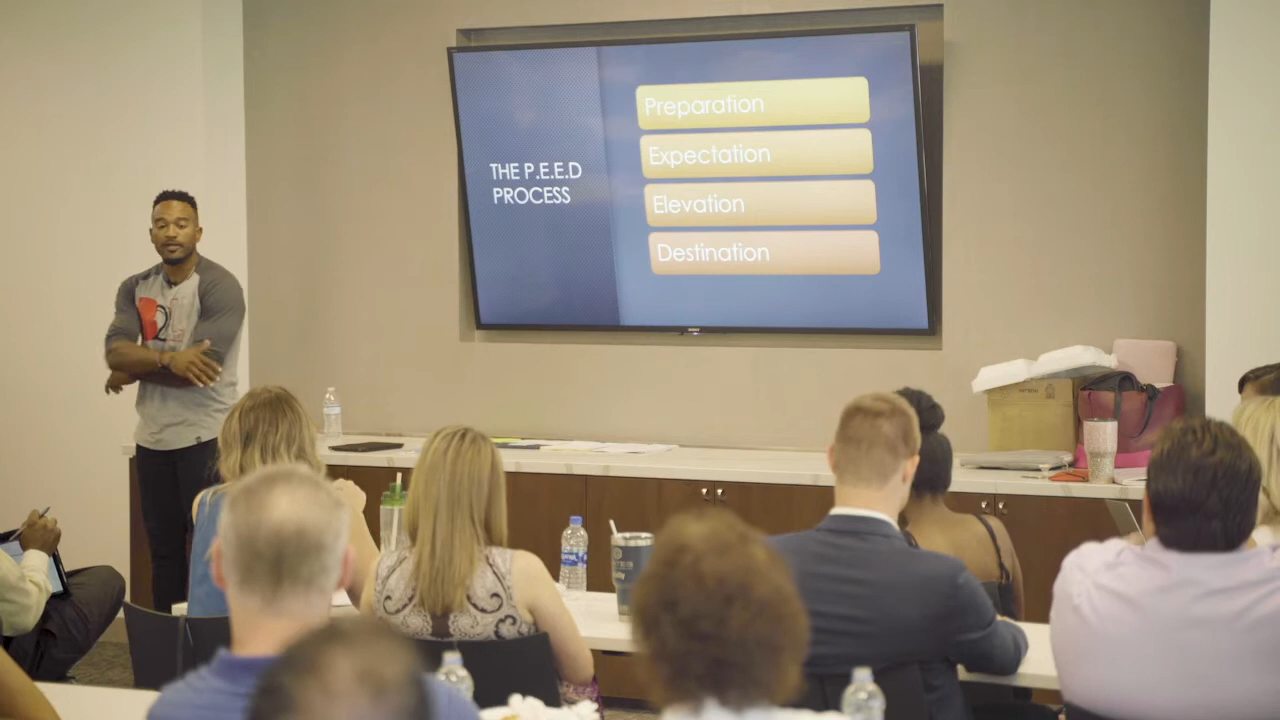 THE P.E.E.D
PROCESS
Preparation
Expectation
Elevation
Destination